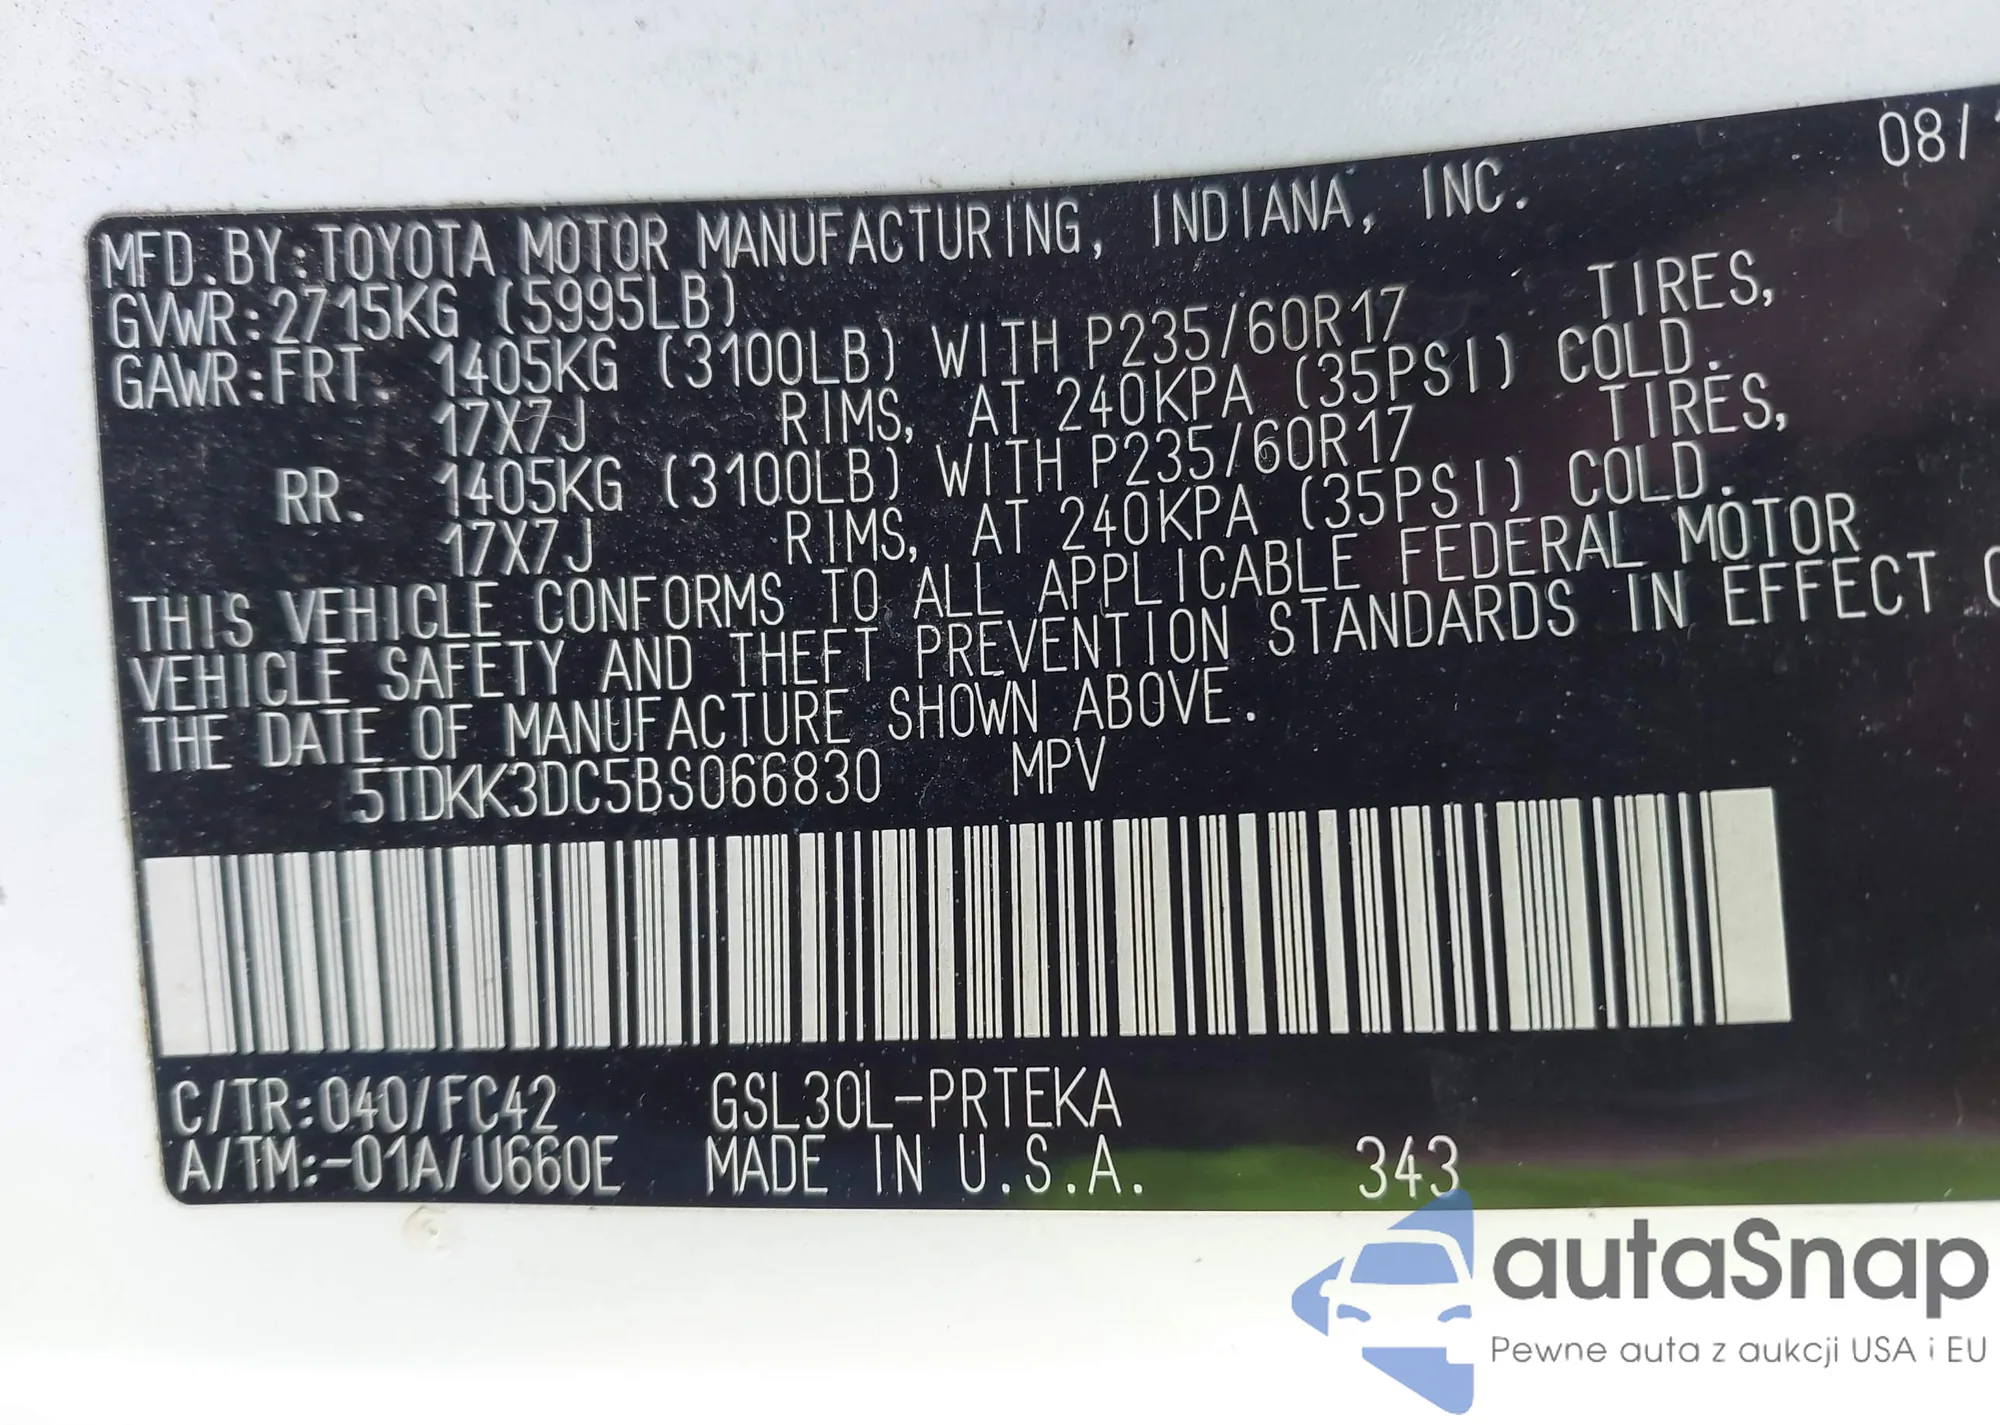 08/
MFD.BY:TOYOTA MOTOR MANUFACTURING, INDIANA, INC.
GVWR:2715KG (5995LB)
GAWR:FRT. 1405KG (3100LB) WITH P235/60R17 TIRES,
17X7J RIMS, AT 240KPA (35PSI) COLD.
RR. 1405KG (3100LB) WITH P235/60R17 TIRES,
17X7J RIMS, AT 240KPA (35PSI) COLD.
THIS VEHICLE CONFORMS TO ALL APPLICABLE FEDERAL MOTOR
VEHICLE SAFETY AND THEFT PREVENTION STANDARDS IN EFFECT
THE DATE OF MANUFACTURE SHOWN ABOVE.
5TDKK3DC5BS066830 MPV
C/TR:040/FC42 GSL30L-PRTEKA
A/TM:-01A/U660E MADE IN U.S.A. 343
autaSnap
Pewne auta z aukcji USA i EU